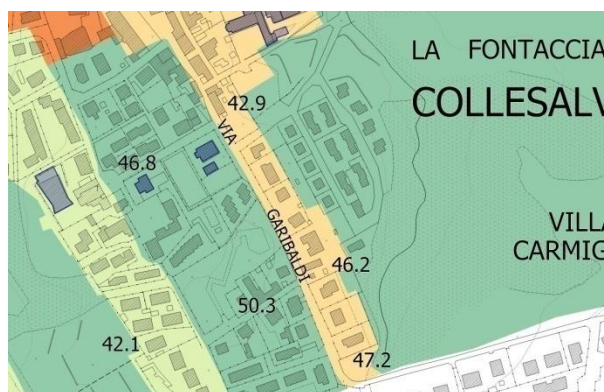 LA FONTACCIA
COLLESALV
42.9
VIA
46.8
VILLA
CARMIG
GARIBALDI
46.2
50.3
42.1
47.2